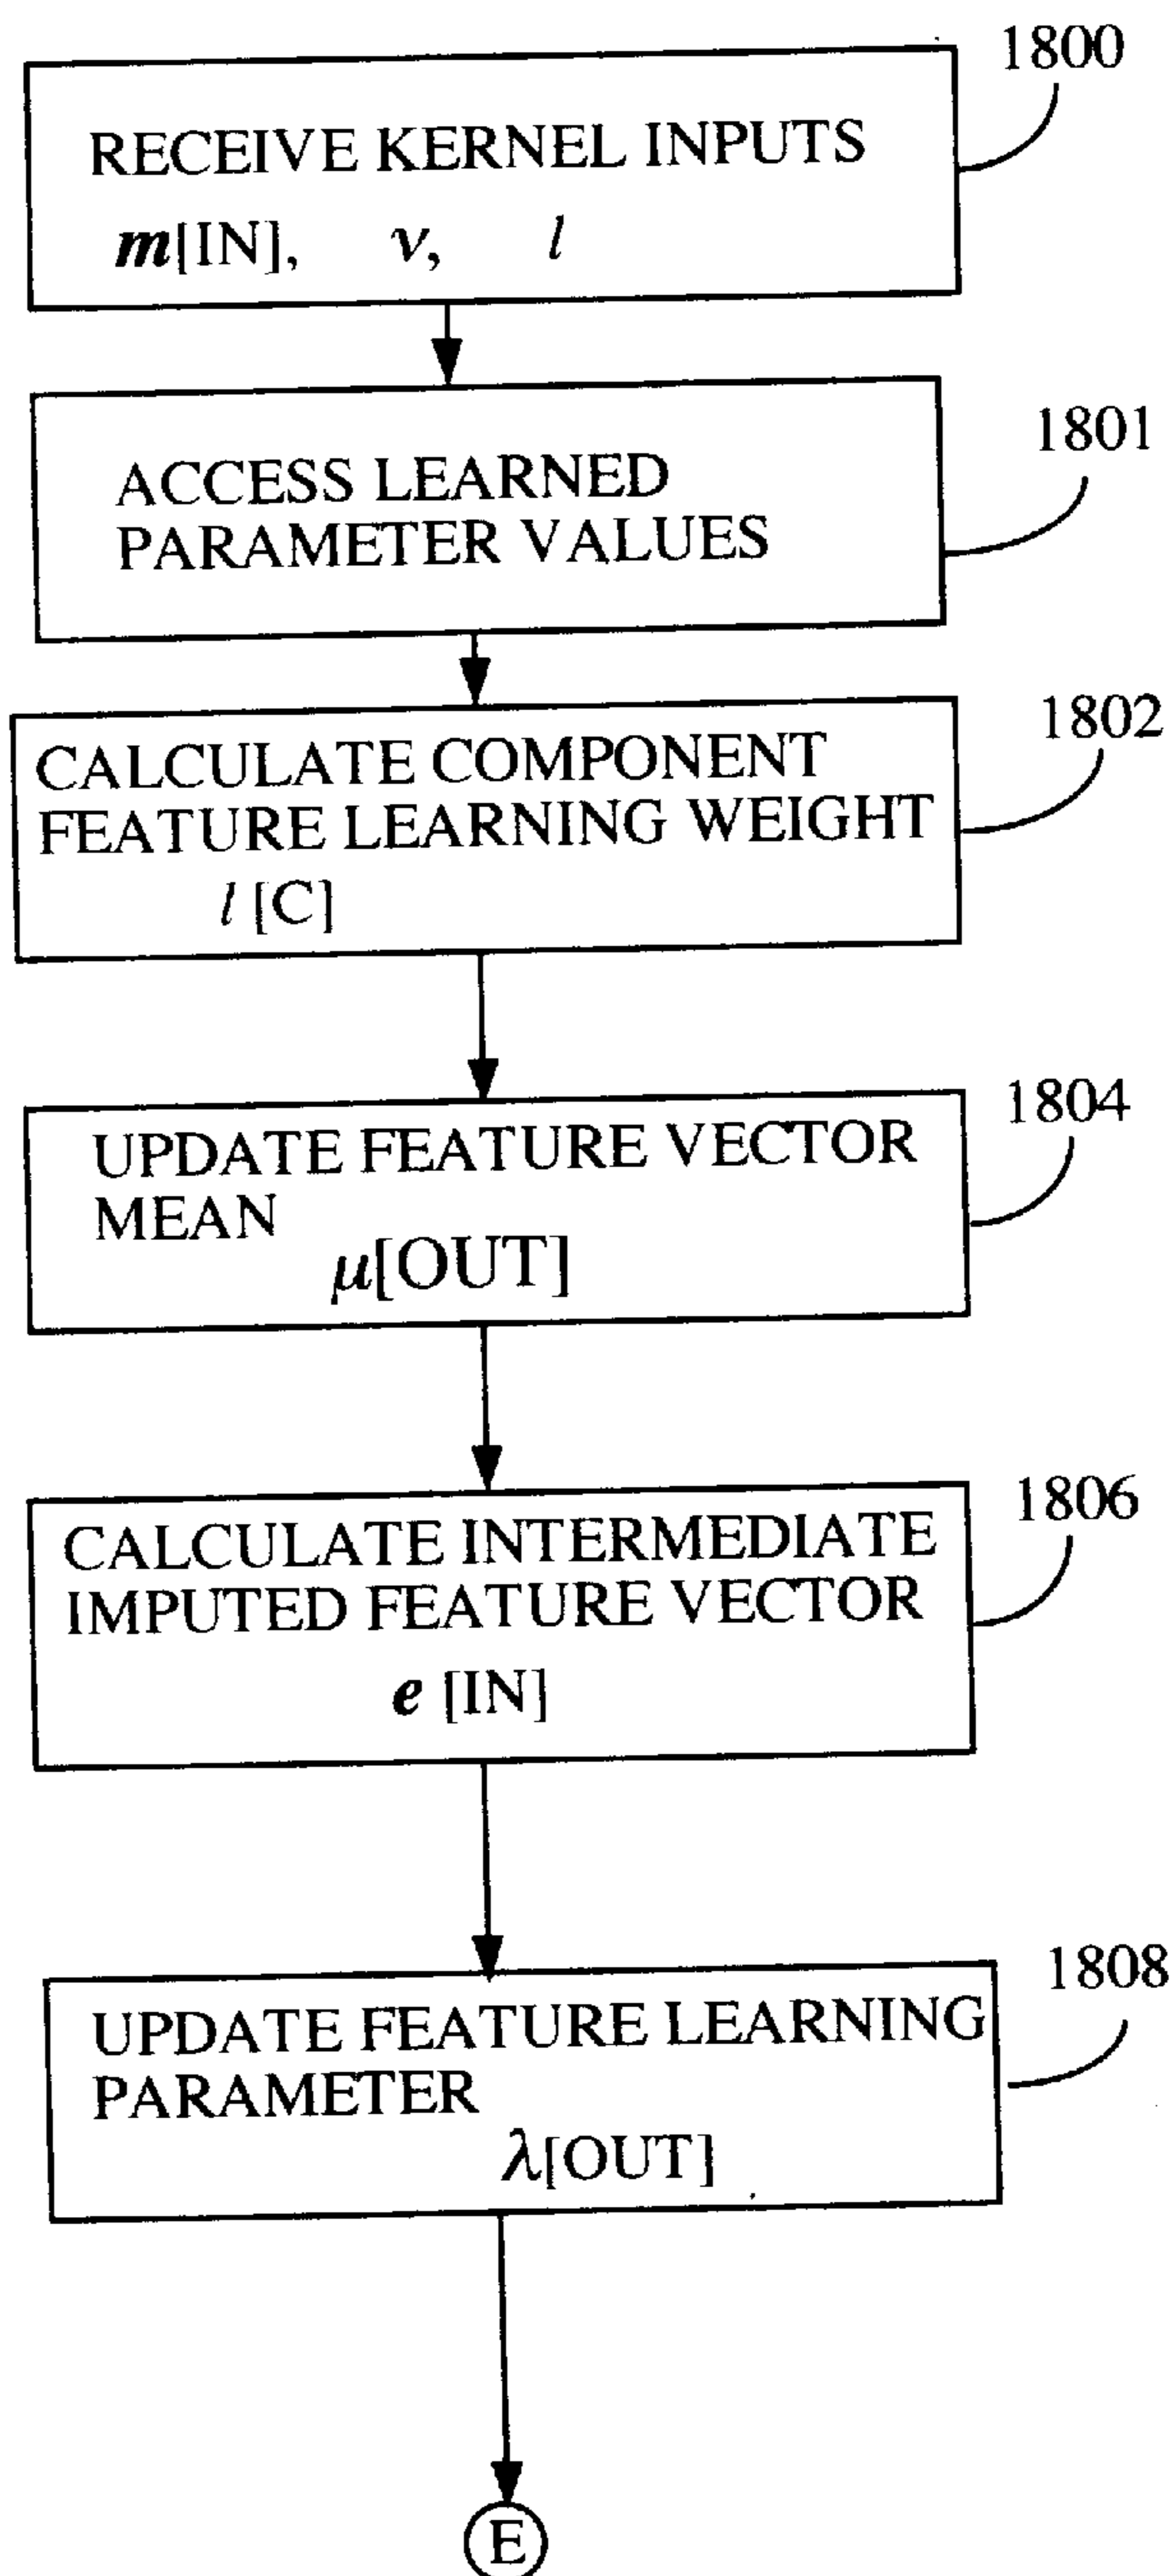 1800
RECEIVE KERNEL INPUTS
m[IN], ν, l
1801
ACCESS LEARNED
PARAMETER VALUES
1802
CALCULATE COMPONENT
FEATURE LEARNING WEIGHT
l [C]
1804
UPDATE FEATURE VECTOR
MEAN
μ[OUT]
1806
CALCULATE INTERMEDIATE
IMPUTED FEATURE VECTOR
e [IN]
1808
UPDATE FEATURE LEARNING
PARAMETER
λ[OUT]
E